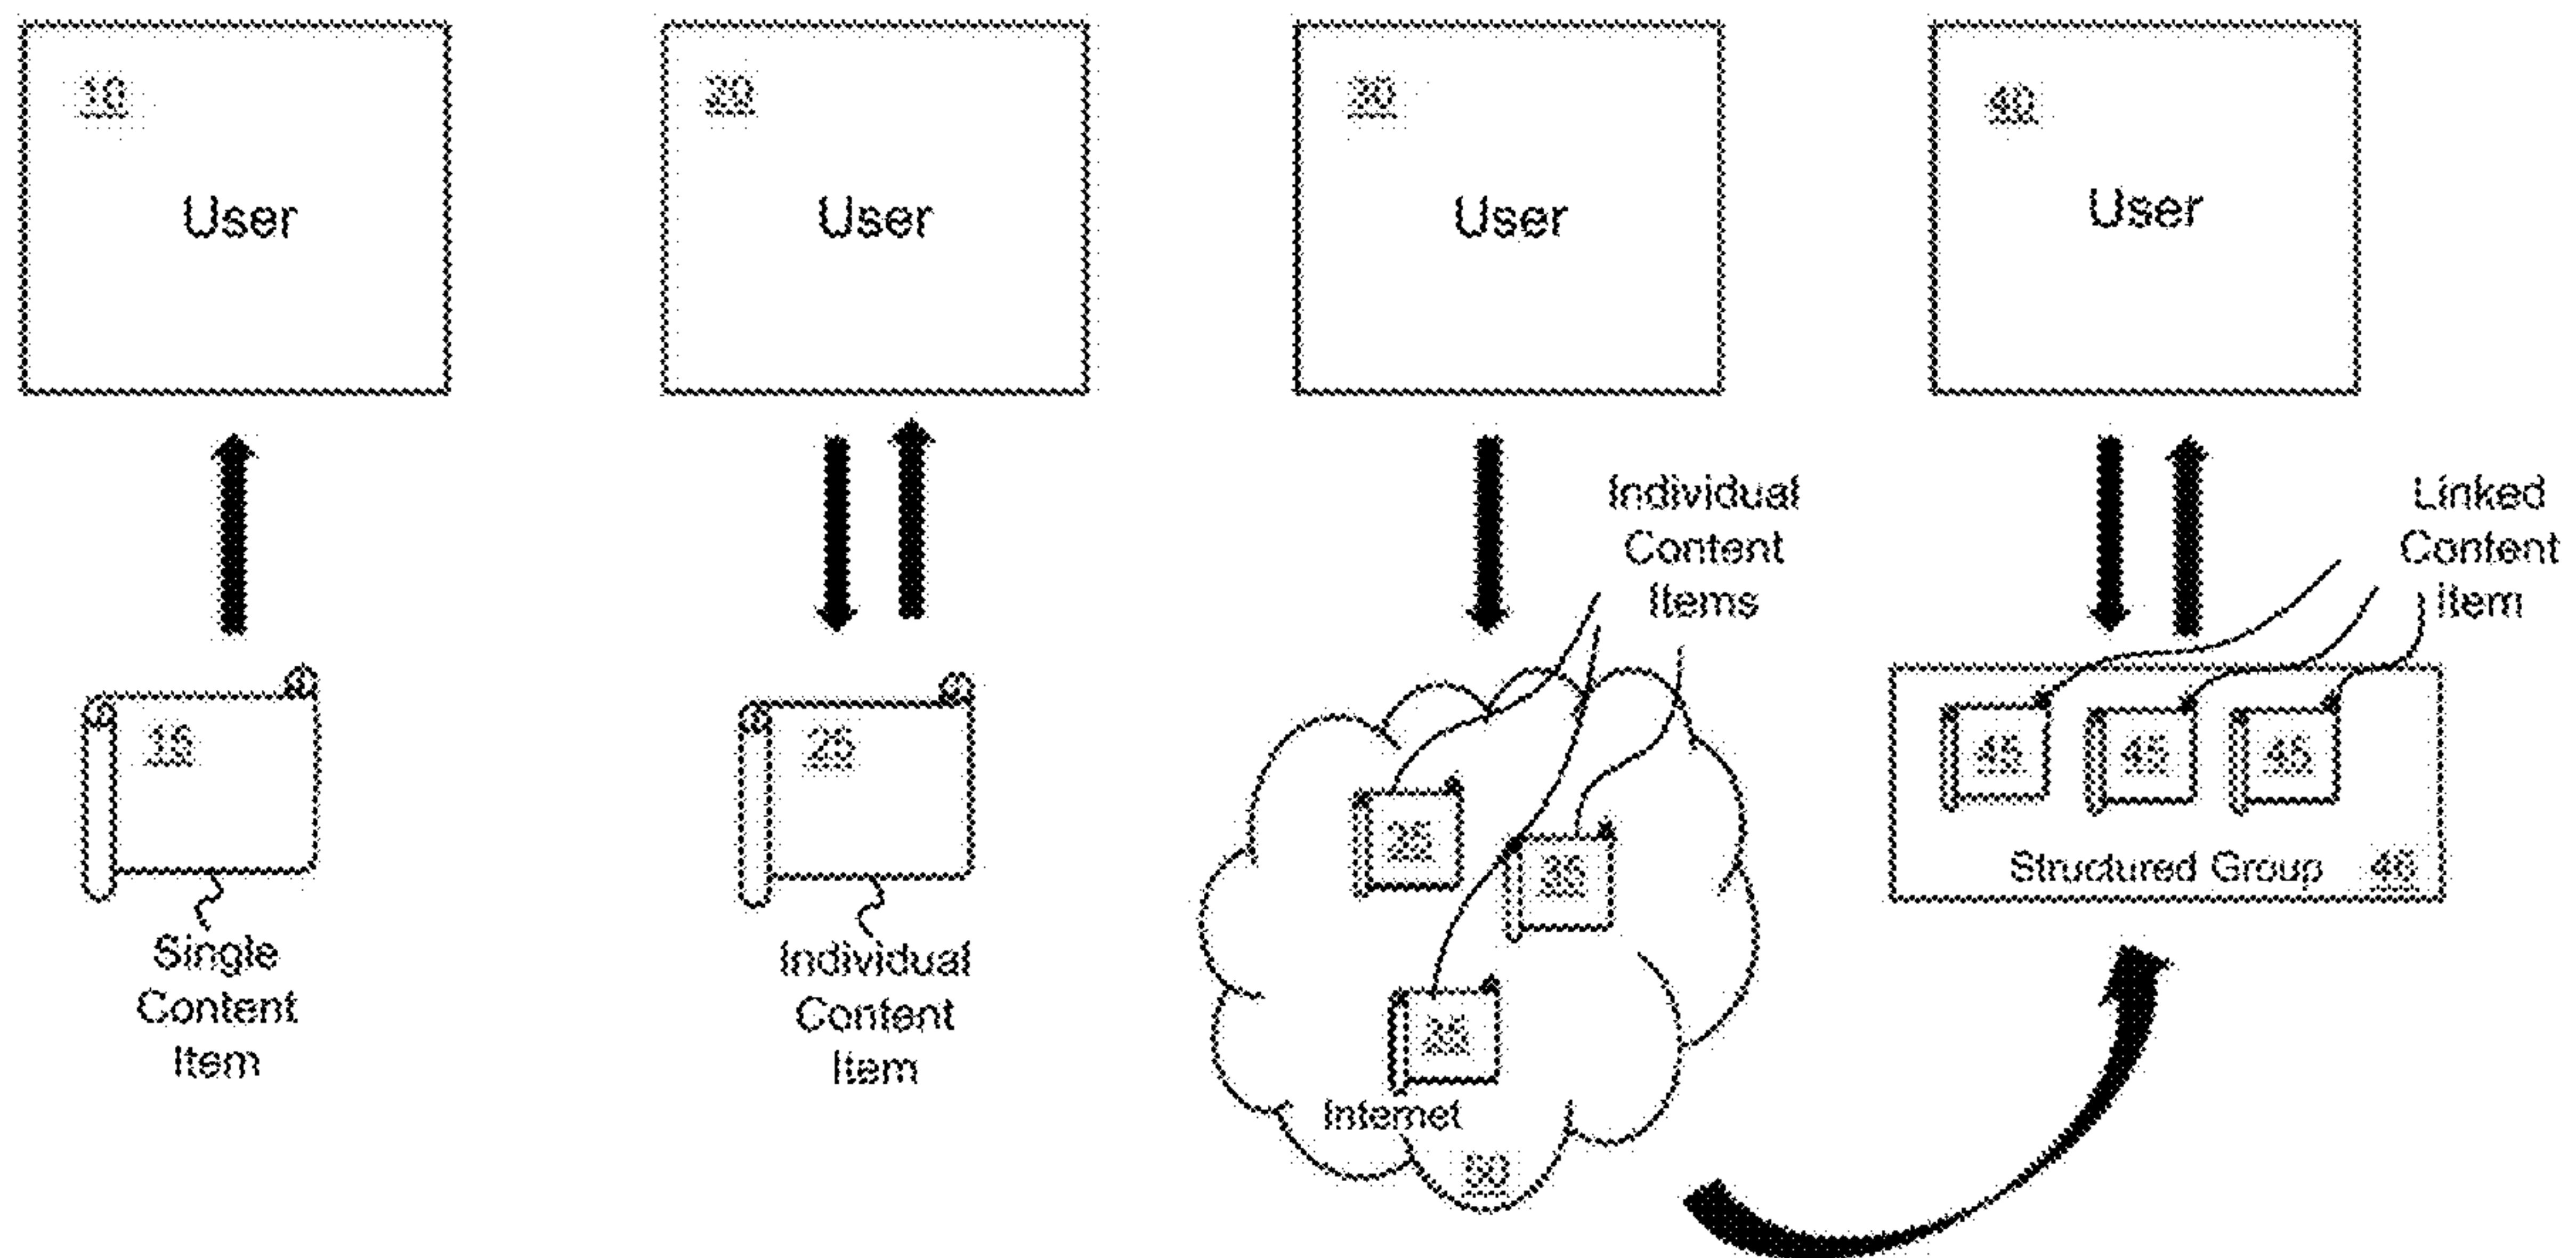 10
User
20
User
30
User
40
User
Individual
Content
Items
Linked
Content
Item
15
Single
Content
Item
25
Individual
Content
Item
35
35
Internet
50
45
45
45
Structured Group